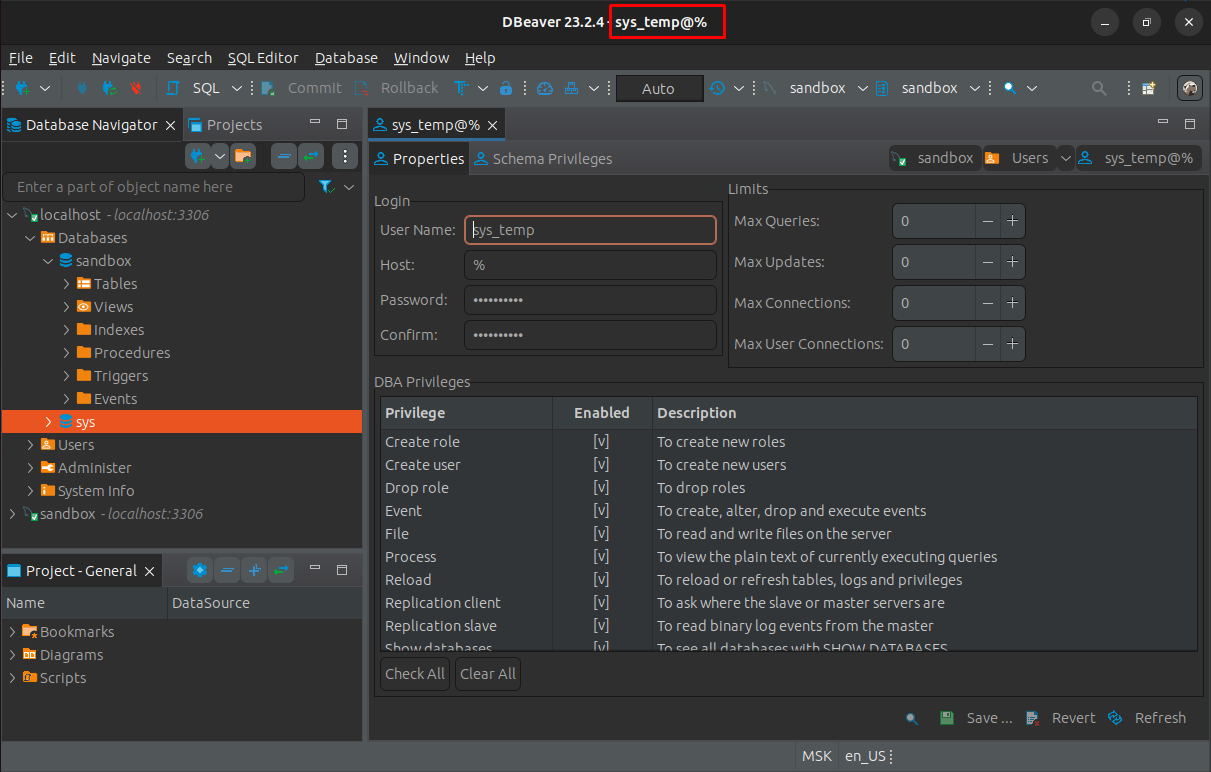 DBeaver 23.2.4 - sys_temp@%
File Edit Navigate Search SQL Editor Database Window Help
SQL Commit Rollback Auto sandbox sandbox
Database Navigator Projects
Enter a part of object name here
localhost - localhost:3306
Databases
sandbox
Tables
Views
Indexes
Procedures
Triggers
Events
sys
Users
Administer
System Info
sandbox - localhost:3306
Project - General
Name DataSource
Bookmarks
Diagrams
Scripts
sys_temp@%
Properties Schema Privileges sandbox Users sys_temp@%
Login
User Name: sys_temp
Host: %
Password: ••••••••••
Confirm: ••••••••••
Limits
Max Queries: 0
Max Updates: 0
Max Connections: 0
Max User Connections: 0
DBA Privileges
Privilege Enabled Description
Create role [v] To create new roles
Create user [v] To create new users
Drop role [v] To drop roles
Event [v] To create, alter, drop and execute events
File [v] To read and write files on the server
Process [v] To view the plain text of currently executing queries
Reload [v] To reload or refresh tables, logs and privileges
Replication client [v] To ask where the slave or master servers are
Replication slave [v] To read binary log events from the master
Show databases [v] To see all databases with SHOW DATABASES
Check All Clear All
Save ... Revert Refresh
MSK en_US